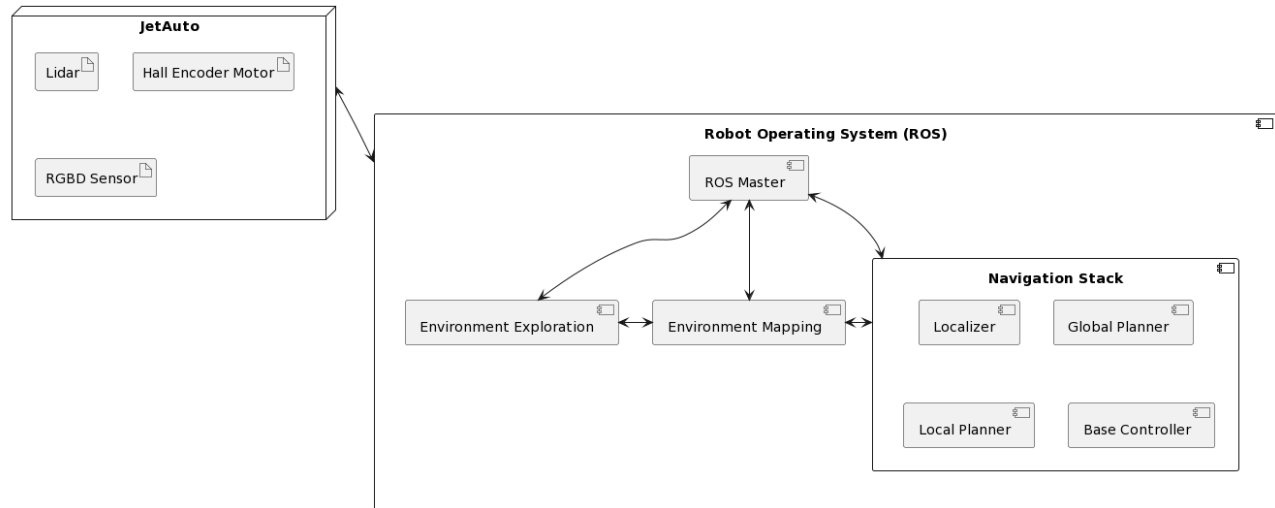 JetAuto
Lidar
Hall Encoder Motor
RGBD Sensor
Robot Operating System (ROS)
ROS Master
Environment Exploration
Environment Mapping
Navigation Stack
Localizer
Global Planner
Local Planner
Base Controller